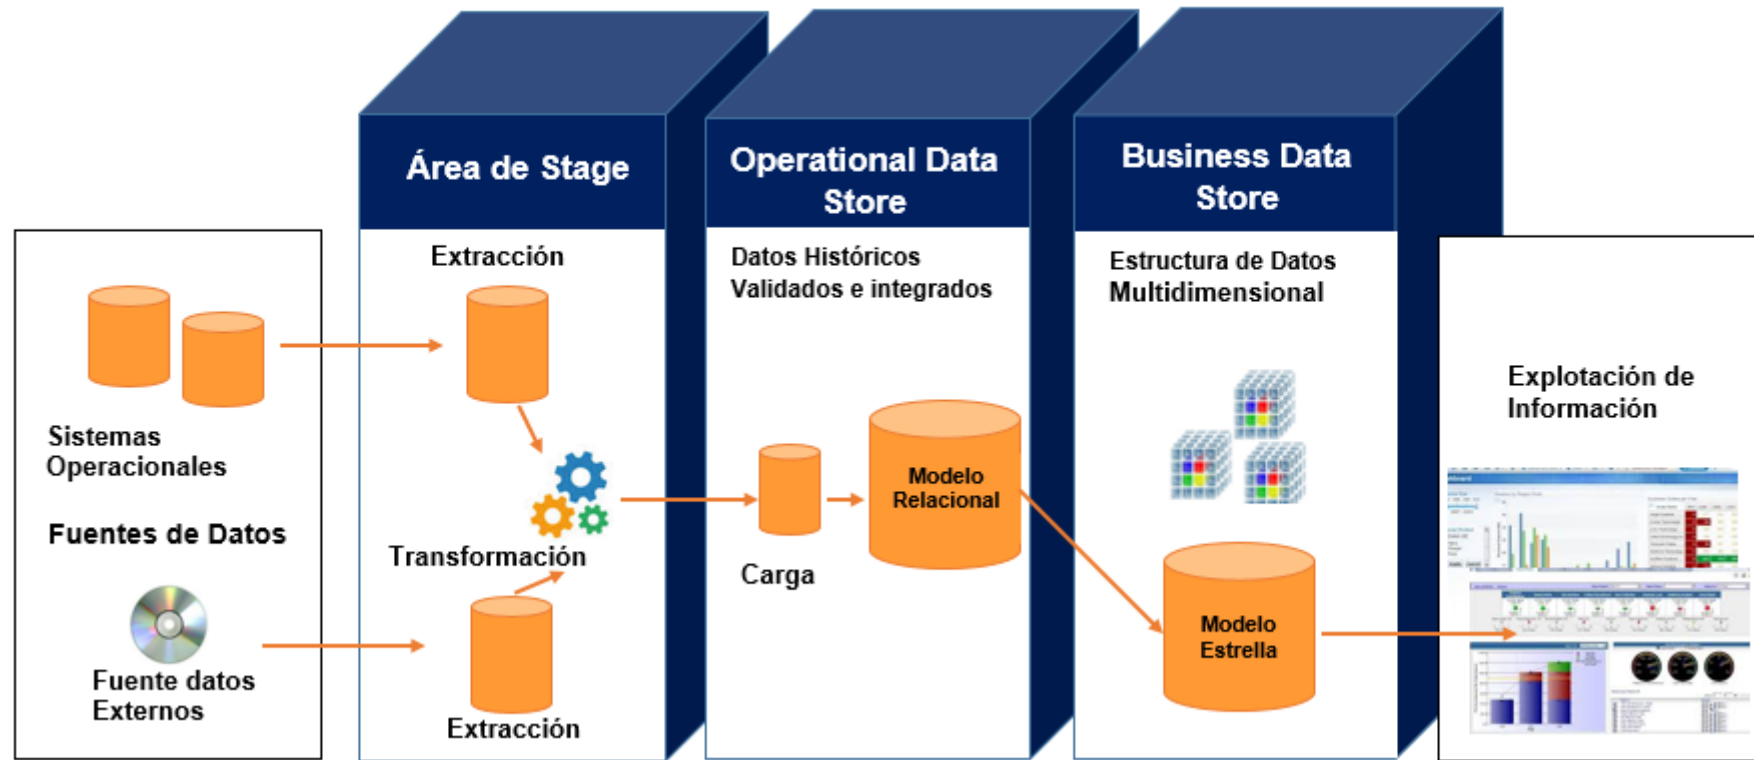 Área de Stage
Operational Data
Store
Business Data
Store
Sistemas
Operacionales
Fuentes de Datos
Fuente datos
Externos
Extracción
Transformación
Extracción
Datos Históricos
Validados e integrados
Carga
Modelo
Relacional
Estructura de Datos
Multidimensional
Modelo
Estrella
Explotación de
Información